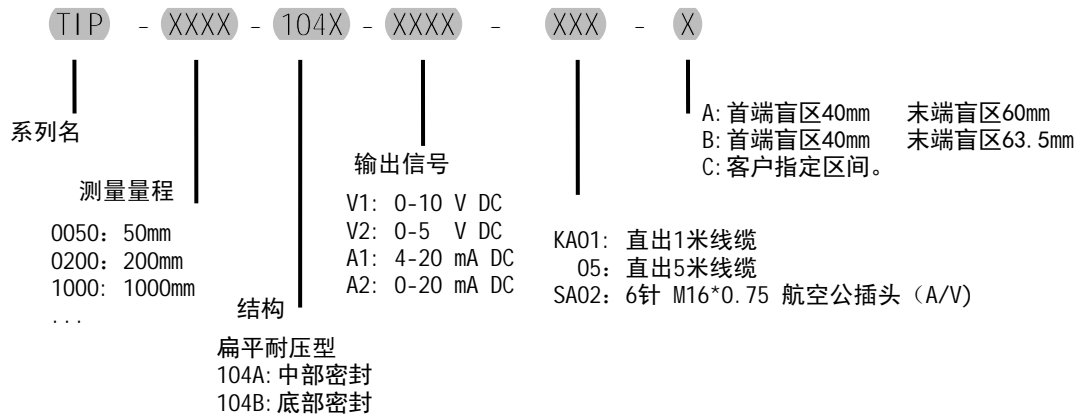 TIP - XXXX - 104X - XXXX - XXX - X
系列名
测量量程
0050: 50mm
0200: 200mm
1000: 1000mm
...
结构
扁平耐压型
104A:中部密封
104B:底部密封
输出信号
V1: 0-10 V DC
V2: 0-5 V DC
A1: 4-20 mA DC
A2: 0-20 mA DC
KA01: 直出1米线缆
05: 直出5米线缆
SA02: 6针 M16*0.75 航空公插头（A/V)
A:首端盲区40mm 末端盲区60mm
B:首端盲区40mm 末端盲区63.5mm
C:客户指定区间。